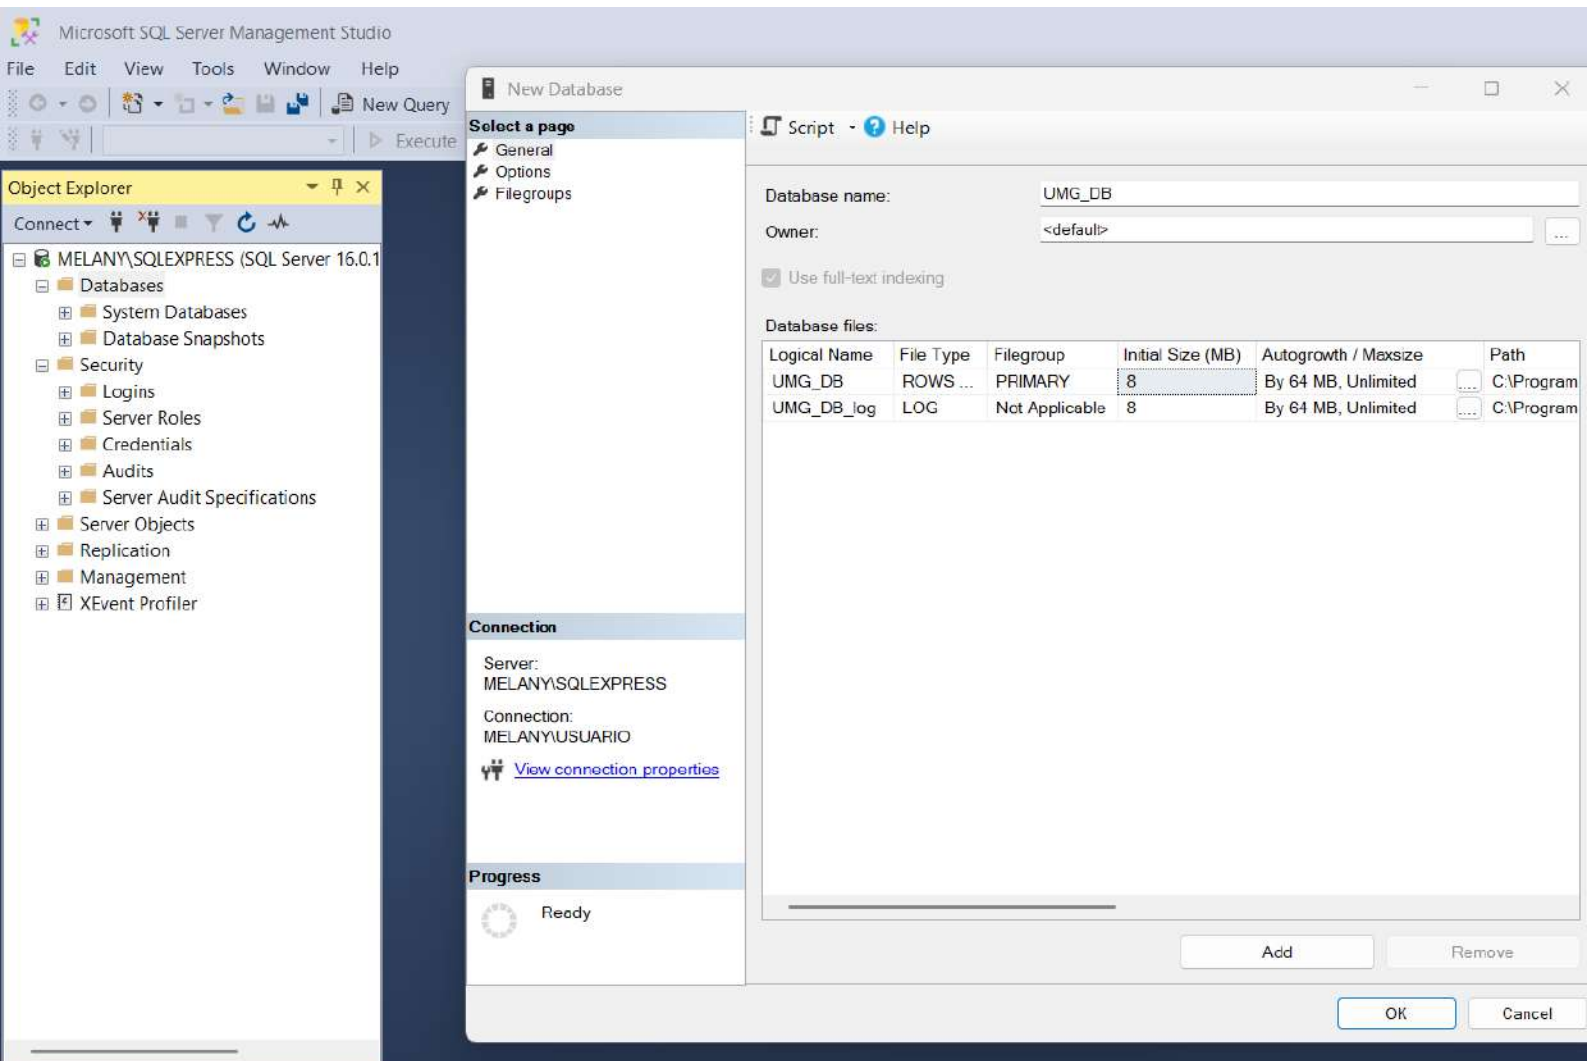 Microsoft SQL Server Management Studio
File Edit View Tools Window Help
New Query
Execute
Object Explorer
Connect
MELANY\SQLEXPRESS (SQL Server 16.0.1
Databases
System Databases
Database Snapshots
Security
Logins
Server Roles
Credentials
Audits
Server Audit Specifications
Server Objects
Replication
Management
XEvent Profiler
New Database
Select a page
General
Options
Filegroups
Connection
Server:
MELANY\SQLEXPRESS
Connection:
MELANY\USUARIO
View connection properties
Progress
Ready
Script Help
Database name: UMG_DB
Owner: <default> ...
Use full-text indexing
Database files:
Logical Name File Type Filegroup Initial Size (MB) Autogrowth / Maxsize Path
UMG_DB ROWS ... PRIMARY 8 By 64 MB, Unlimited ... C:\Program
UMG_DB_log LOG Not Applicable 8 By 64 MB, Unlimited ... C:\Program
Add Remove
OK Cancel